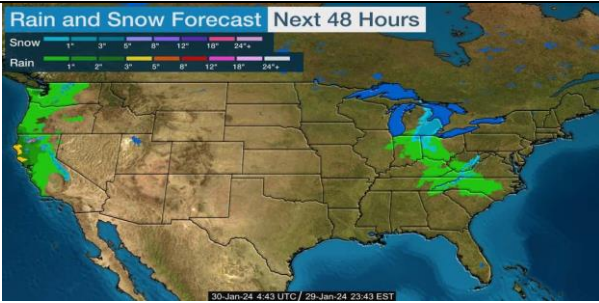 Rain and Snow Forecast Next 48 Hours
Snow 1" 3" 5" 8" 12" 18" 24"+
Rain 1" 2" 3" 5" 8" 12" 18" 24"+
30-Jan-24 4:43 UTC / 29-Jan-24 23:43 EST